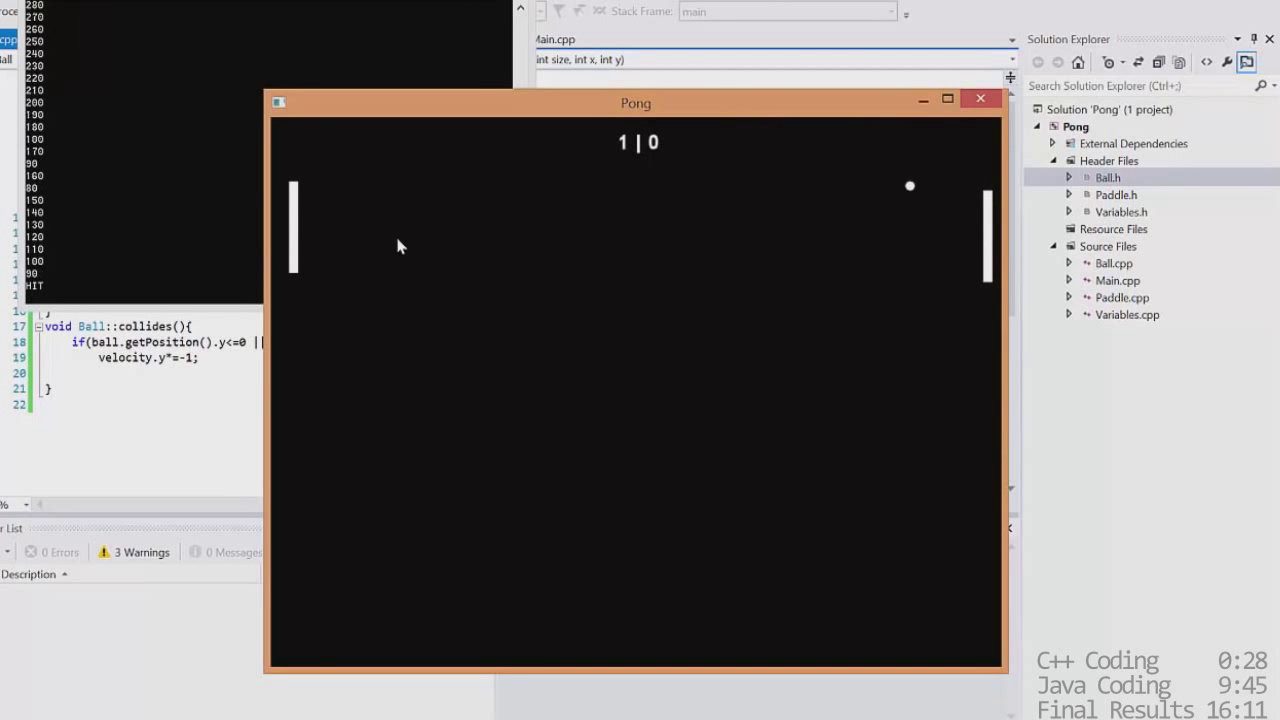 280
270
260
250
240
230
220
210
200
190
180
100
170
90
160
80
150
140
130
120
110
100
90
HIT
Stack Frame: main
Main.cpp
int size, int x, int y)
Pong
1 | 0
17 void Ball::collides(){
18 if(ball.getPosition().y<=0 ||
19 velocity.y*=-1;
20
21 }
22
0 Errors
3 Warnings
0 Messages
Description
Solution Explorer
Search Solution Explorer (Ctrl+;)
Solution 'Pong' (1 project)
Pong
External Dependencies
Header Files
Ball.h
Paddle.h
Variables.h
Resource Files
Source Files
Ball.cpp
Main.cpp
Paddle.cpp
Variables.cpp
C++ Coding 0:28
Java Coding 9:45
Final Results 16:11